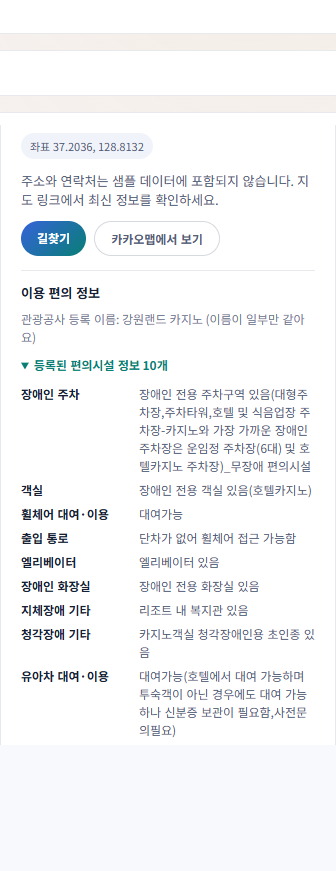 좌표 37.2036, 128.8132
주소와 연락처는 샘플 데이터에 포함되지 않습니다. 지
도 링크에서 최신 정보를 확인하세요.
길찾기
카카오맵에서 보기
이용 편의 정보
관광공사 등록 이름: 강원랜드 카지노 (이름이 일부만 같아
요)
▼ 등록된 편의시설 정보 10개
장애인 주차
장애인 전용 주차구역 있음(대형주
차장,주차타워,호텔 및 식음업장 주
차장-카지노와 가장 가까운 장애인
주차장은 운임정 주차장(6대) 및 호
텔카지노 주차장)_무장애 편의시설
객실
장애인 전용 객실 있음(호텔카지노)
휠체어 대여·이용
대여가능
출입 통로
단차가 없어 휠체어 접근 가능함
엘리베이터
엘리베이터 있음
장애인 화장실
장애인 전용 화장실 있음
지체장애 기타
리조트 내 복지관 있음
청각장애 기타
카지노객실 청각장애인용 초인종 있
음
유아차 대여·이용
대여가능(호텔에서 대여 가능하며
투숙객이 아닌 경우에도 대여 가능
하나 신분증 보관이 필요함,사전문
의필요)